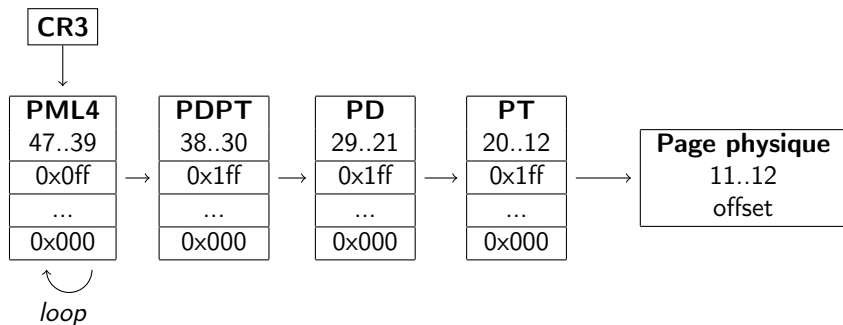 CR3
PML4
47..39
0x0ff
...
0x000
loop
PDPT
38..30
0x1ff
...
0x000
PD
29..21
0x1ff
...
0x000
PT
20..12
0x1ff
...
0x000
Page physique
11..12
offset